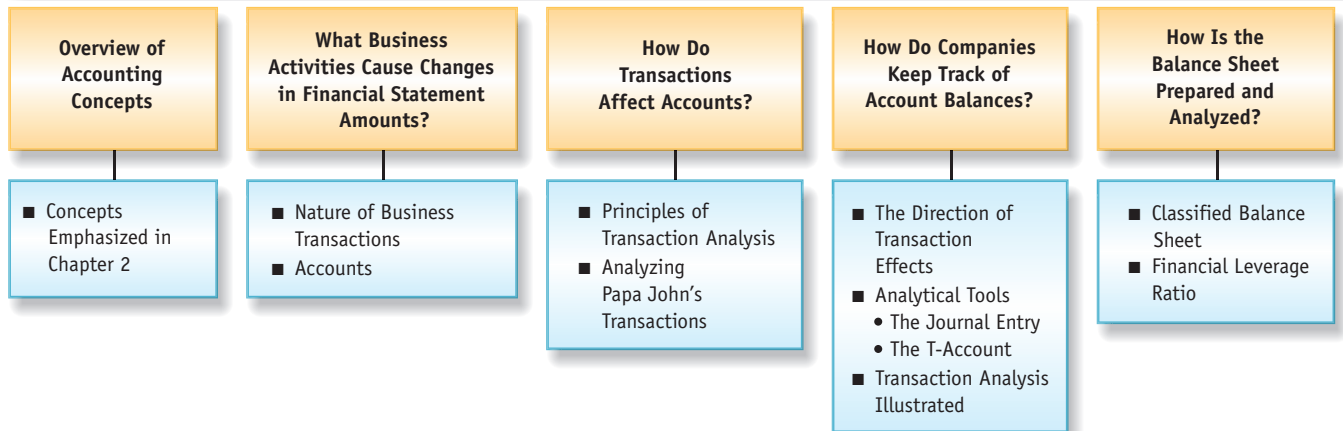 Overview of
Accounting
Concepts
■ Concepts
Emphasized in
Chapter 2
What Business
Activities Cause Changes
in Financial Statement
Amounts?
■ Nature of Business
Transactions
■ Accounts
How Do
Transactions
Affect Accounts?
■ Principles of
Transaction Analysis
■ Analyzing
Papa John’s
Transactions
How Do Companies
Keep Track of
Account Balances?
■ The Direction of
Transaction
Effects
■ Analytical Tools
• The Journal Entry
• The T-Account
■ Transaction Analysis
Illustrated
How Is the
Balance Sheet
Prepared and
Analyzed?
■ Classified Balance
Sheet
■ Financial Leverage
Ratio